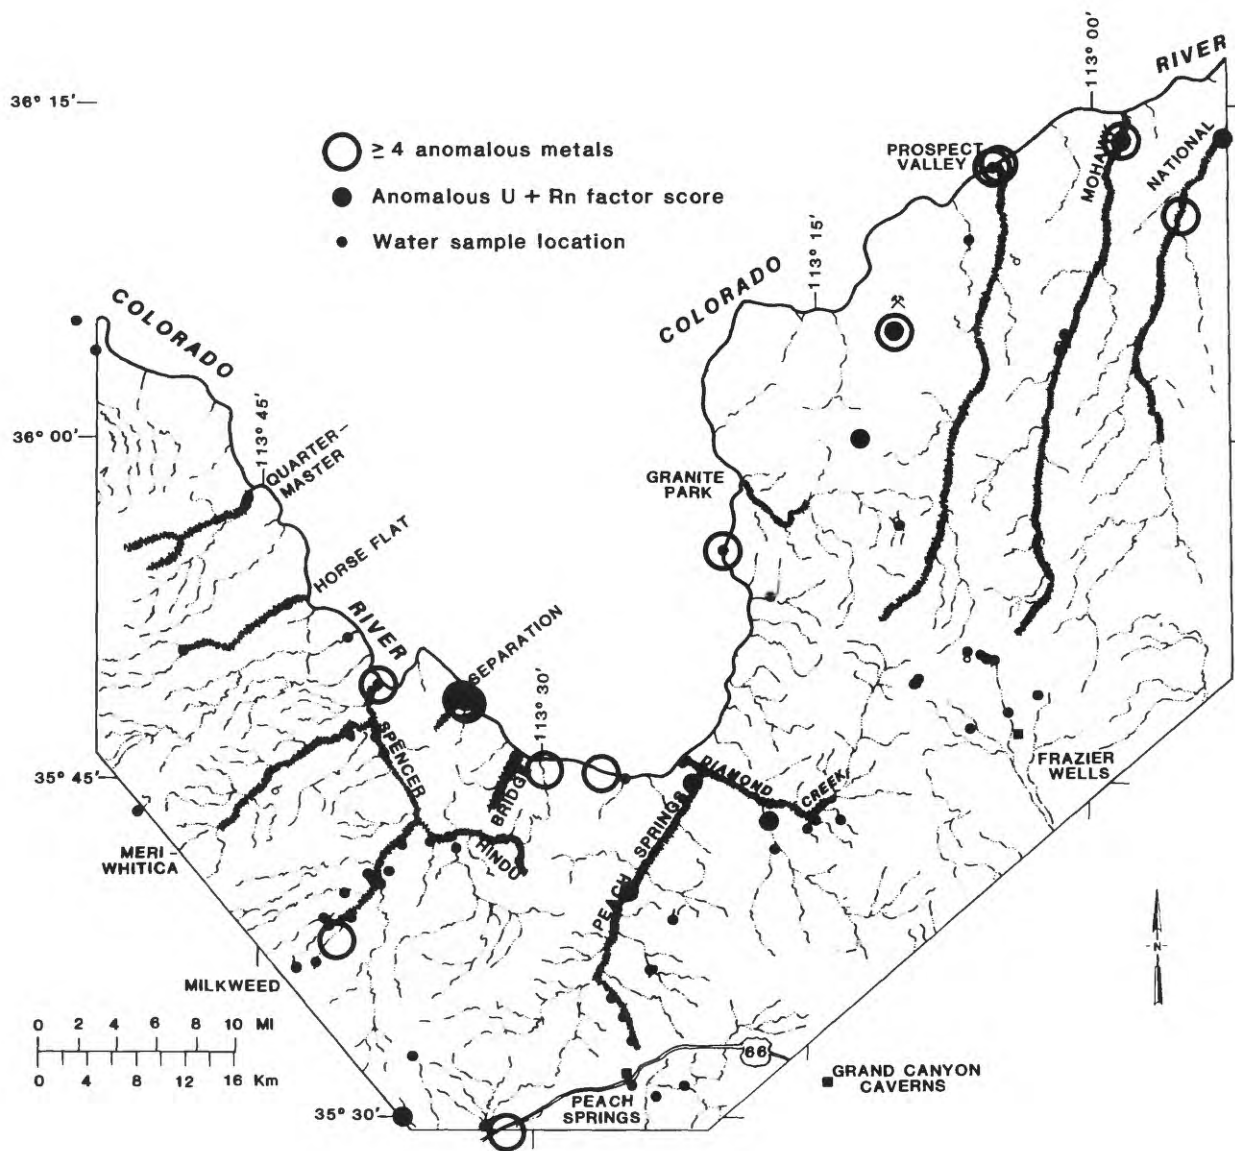 113° 00'
RIVER
36° 15'
≥ 4 anomalous metals
PROSPECT
VALLEY
MOHAWK
NATIONAL
Anomalous U + Rn factor score
Water sample location
113° 15'
COLORADO
COLORADO
36° 00'
113° 45'
QUARTER-
MASTER
GRANITE
PARK
HORSE FLAT
RIVER
SEPARATION
113° 30'
SPENCER
35° 45'
BRIDGE
DIAMOND
CREEK
FRAZIER
WELLS
MERI-
WHITICA
HINDU
PEACH SPRINGS
N
MILKWEED
0 2 4 6 8 10 MI
0 4 8 12 16 Km
66
GRAND CANYON
CAVERNS
PEACH
SPRINGS
35° 30'